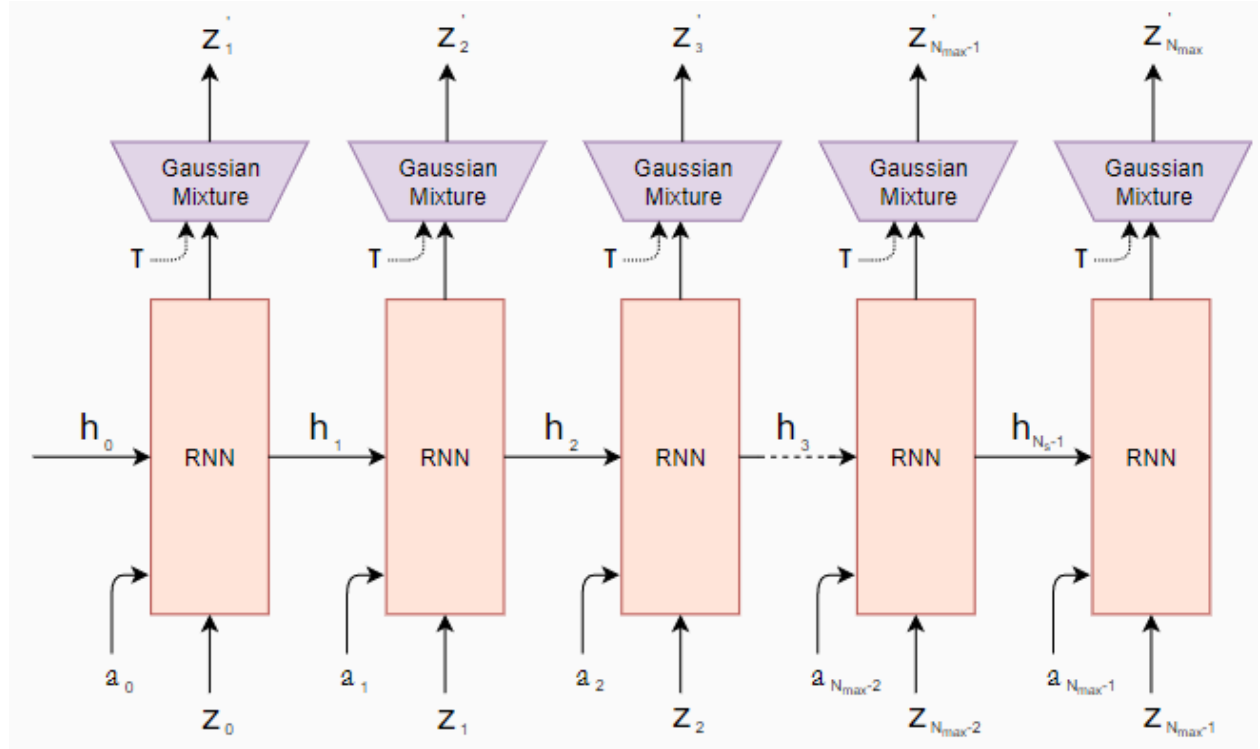 z'₁ z'₂ z'₃ z'Nmax-1 z'Nmax
Gaussian Mixture Gaussian Mixture Gaussian Mixture Gaussian Mixture Gaussian Mixture
τ τ τ τ τ
h₀ h₁ h₂ h₃ hNs-1
RNN RNN RNN RNN RNN
a₀ a₁ a₂ aNmax-2 aNmax-1
z₀ z₁ z₂ zNmax-2 zNmax-1